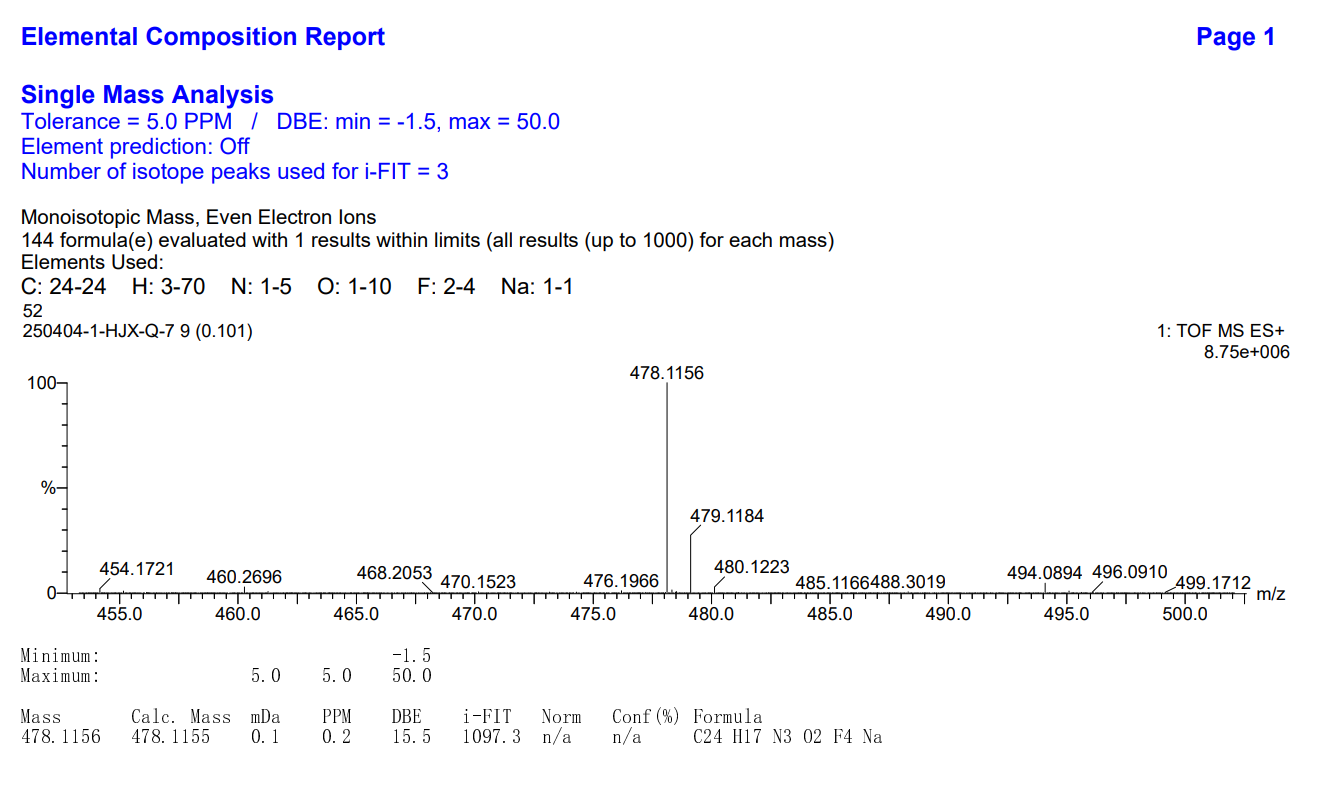 Elemental Composition Report Page 1
Single Mass Analysis
Tolerance = 5.0 PPM / DBE: min = -1.5, max = 50.0
Element prediction: Off
Number of isotope peaks used for i-FIT = 3
Monoisotopic Mass, Even Electron Ions
144 formula(e) evaluated with 1 results within limits (all results (up to 1000) for each mass)
Elements Used:
C: 24-24 H: 3-70 N: 1-5 O: 1-10 F: 2-4 Na: 1-1
52
250404-1-HJX-Q-7 9 (0.101) 1: TOF MS ES+
8.75e+006
478.1156
100
%
479.1184
454.1721 460.2696 468.2053 470.1523 476.1966 480.1223 485.1166 488.3019 494.0894 496.0910 499.1712
0 m/z
455.0 460.0 465.0 470.0 475.0 480.0 485.0 490.0 495.0 500.0
Minimum: -1.5
Maximum: 5.0 5.0 50.0
Mass Calc. Mass mDa PPM DBE i-FIT Norm Conf(%) Formula
478.1156 478.1155 0.1 0.2 15.5 1097.3 n/a n/a C24 H17 N3 O2 F4 Na